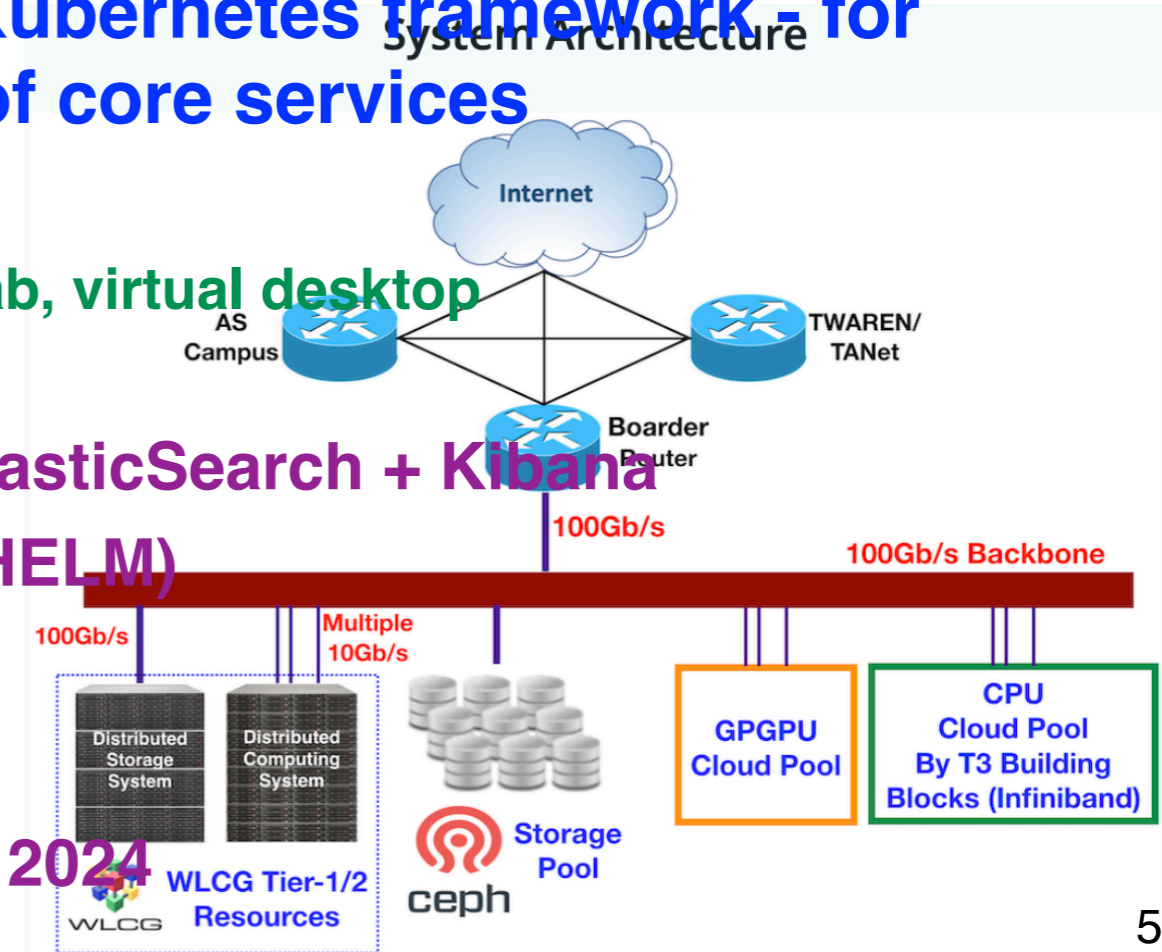 Kubernetes framework - for
System Architecture
of core services
Internet
ab, virtual desktop
AS
Campus
TWAREN/
TANet
Boarder
Router
lasticSearch + Kibana
100Gb/s
HELM)
100Gb/s Backbone
100Gb/s
Multiple
10Gb/s
Distributed
Storage
System
Distributed
Computing
System
GPGPU
Cloud Pool
CPU
Cloud Pool
By T3 Building
Blocks (Infiniband)
Storage
Pool
ceph
2024
WLCG
WLCG Tier-1/2
Resources
5